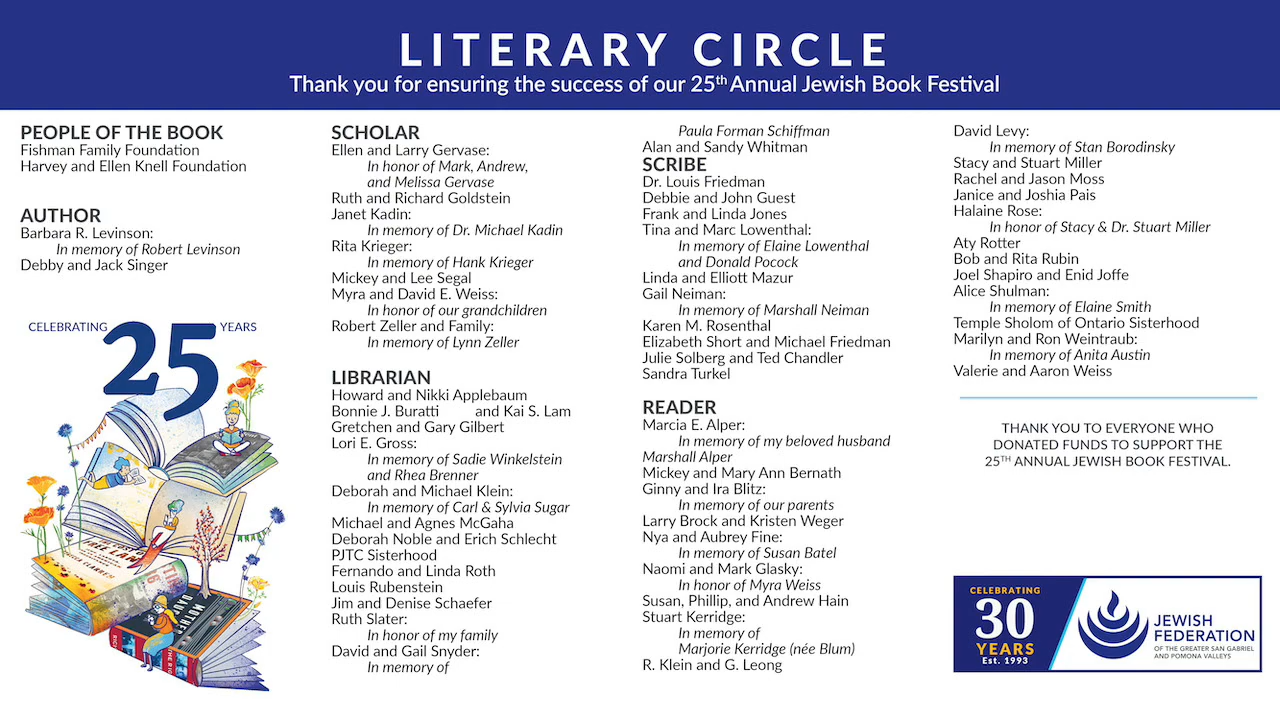 LITERARY CIRCLE
Thank you for ensuring the success of our 25th Annual Jewish Book Festival
PEOPLE OF THE BOOK
Fishman Family Foundation
Harvey and Ellen Knell Foundation
AUTHOR
Barbara R. Levinson:
In memory of Robert Levinson
Debby and Jack Singer
CELEBRATING 25 YEARS
SCHOLAR
Ellen and Larry Gervase:
In honor of Mark, Andrew,
and Melissa Gervase
Ruth and Richard Goldstein
Janet Kadin:
In memory of Dr. Michael Kadin
Rita Krieger:
In memory of Hank Krieger
Mickey and Lee Segal
Myra and David E. Weiss:
In honor of our grandchildren
Robert Zeller and Family:
In memory of Lynn Zeller
LIBRARIAN
Howard and Nikki Applebaum
Bonnie J. Buratti and Kai S. Lam
Gretchen and Gary Gilbert
Lori E. Gross:
In memory of Sadie Winkelstein
and Rhea Brenner
Deborah and Michael Klein:
In memory of Carl & Sylvia Sugar
Michael and Agnes McGaha
Deborah Noble and Erich Schlecht
PJTC Sisterhood
Fernando and Linda Roth
Louis Rubenstein
Jim and Denise Schaefer
Ruth Slater:
In honor of my family
David and Gail Snyder:
In memory of
Paula Forman Schiffman
Alan and Sandy Whitman
SCRIBE
Dr. Louis Friedman
Debbie and John Guest
Frank and Linda Jones
Tina and Marc Lowenthal:
In memory of Elaine Lowenthal
and Donald Pocock
Linda and Elliott Mazur
Gail Neiman:
In memory of Marshall Neiman
Karen M. Rosenthal
Elizabeth Short and Michael Friedman
Julie Solberg and Ted Chandler
Sandra Turkel
READER
Marcia E. Alper:
In memory of my beloved husband
Marshall Alper
Mickey and Mary Ann Bernath
Ginny and Ira Blitz:
In memory of our parents
Larry Brock and Kristen Weger
Nya and Aubrey Fine:
In memory of Susan Batel
Naomi and Mark Glasky:
In honor of Myra Weiss
Susan, Phillip, and Andrew Hain
Stuart Kerridge:
In memory of
Marjorie Kerridge (née Blum)
R. Klein and G. Leong
David Levy:
In memory of Stan Borodinsky
Stacy and Stuart Miller
Rachel and Jason Moss
Janice and Joshia Pais
Halaine Rose:
In honor of Stacy & Dr. Stuart Miller
Aty Rotter
Bob and Rita Rubin
Joel Shapiro and Enid Joffe
Alice Shulman:
In memory of Elaine Smith
Temple Sholom of Ontario Sisterhood
Marilyn and Ron Weintraub:
In memory of Anita Austin
Valerie and Aaron Weiss
THANK YOU TO EVERYONE WHO
DONATED FUNDS TO SUPPORT THE
25TH ANNUAL JEWISH BOOK FESTIVAL.
CELEBRATING
30
YEARS
Est. 1993
JEWISH
FEDERATION
OF THE GREATER SAN GABRIEL
AND POMONA VALLEYS